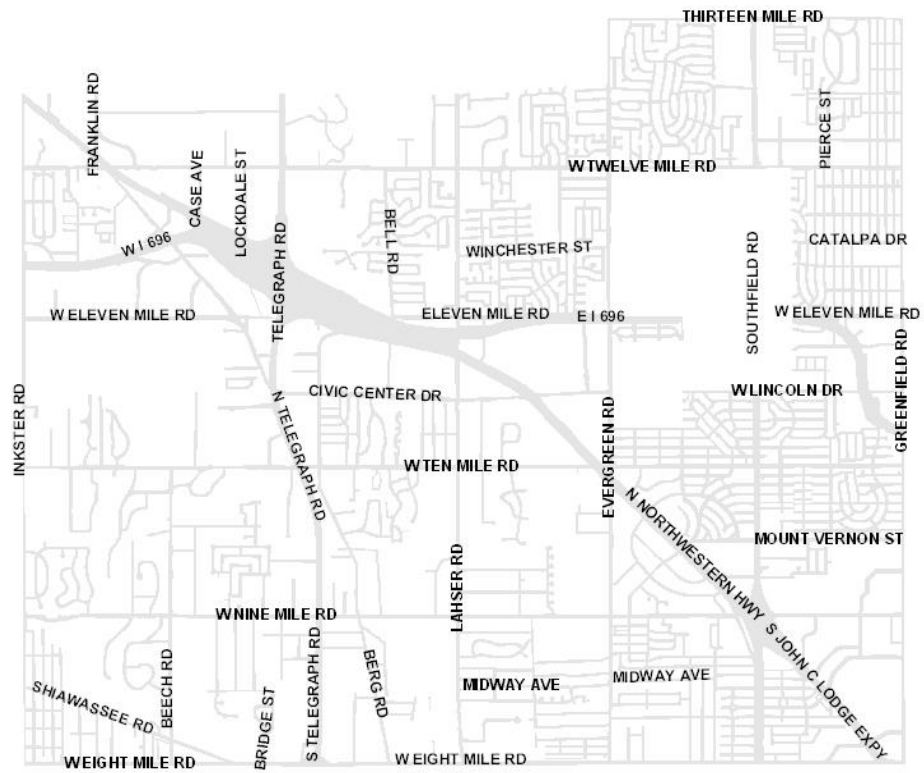 THIRTEEN MILE RD
FRANKLIN RD
PIERCE ST
W TWELVE MILE RD
CASE AVE
LOCKDALE ST
W I 696
BELL RD
WINCHESTER ST
CATALPA DR
TELEGRAPH RD
SOUTHFIELD RD
W ELEVEN MILE RD
ELEVEN MILE RD
E I 696
W ELEVEN MILE RD
GREENFIELD RD
CIVIC CENTER DR
W LINCOLN DR
INKSTER RD
N TELEGRAPH RD
EVERGREEN RD
W TEN MILE RD
N NORTHWESTERN HWY
MOUNT VERNON ST
LAHSER RD
W NINE MILE RD
S JOHN C LODGE EXPY
SHIAWASSEE RD
BEECH RD
BRIDGE ST
S TELEGRAPH RD
BERG RD
MIDWAY AVE
MIDWAY AVE
W EIGHT MILE RD
W EIGHT MILE RD